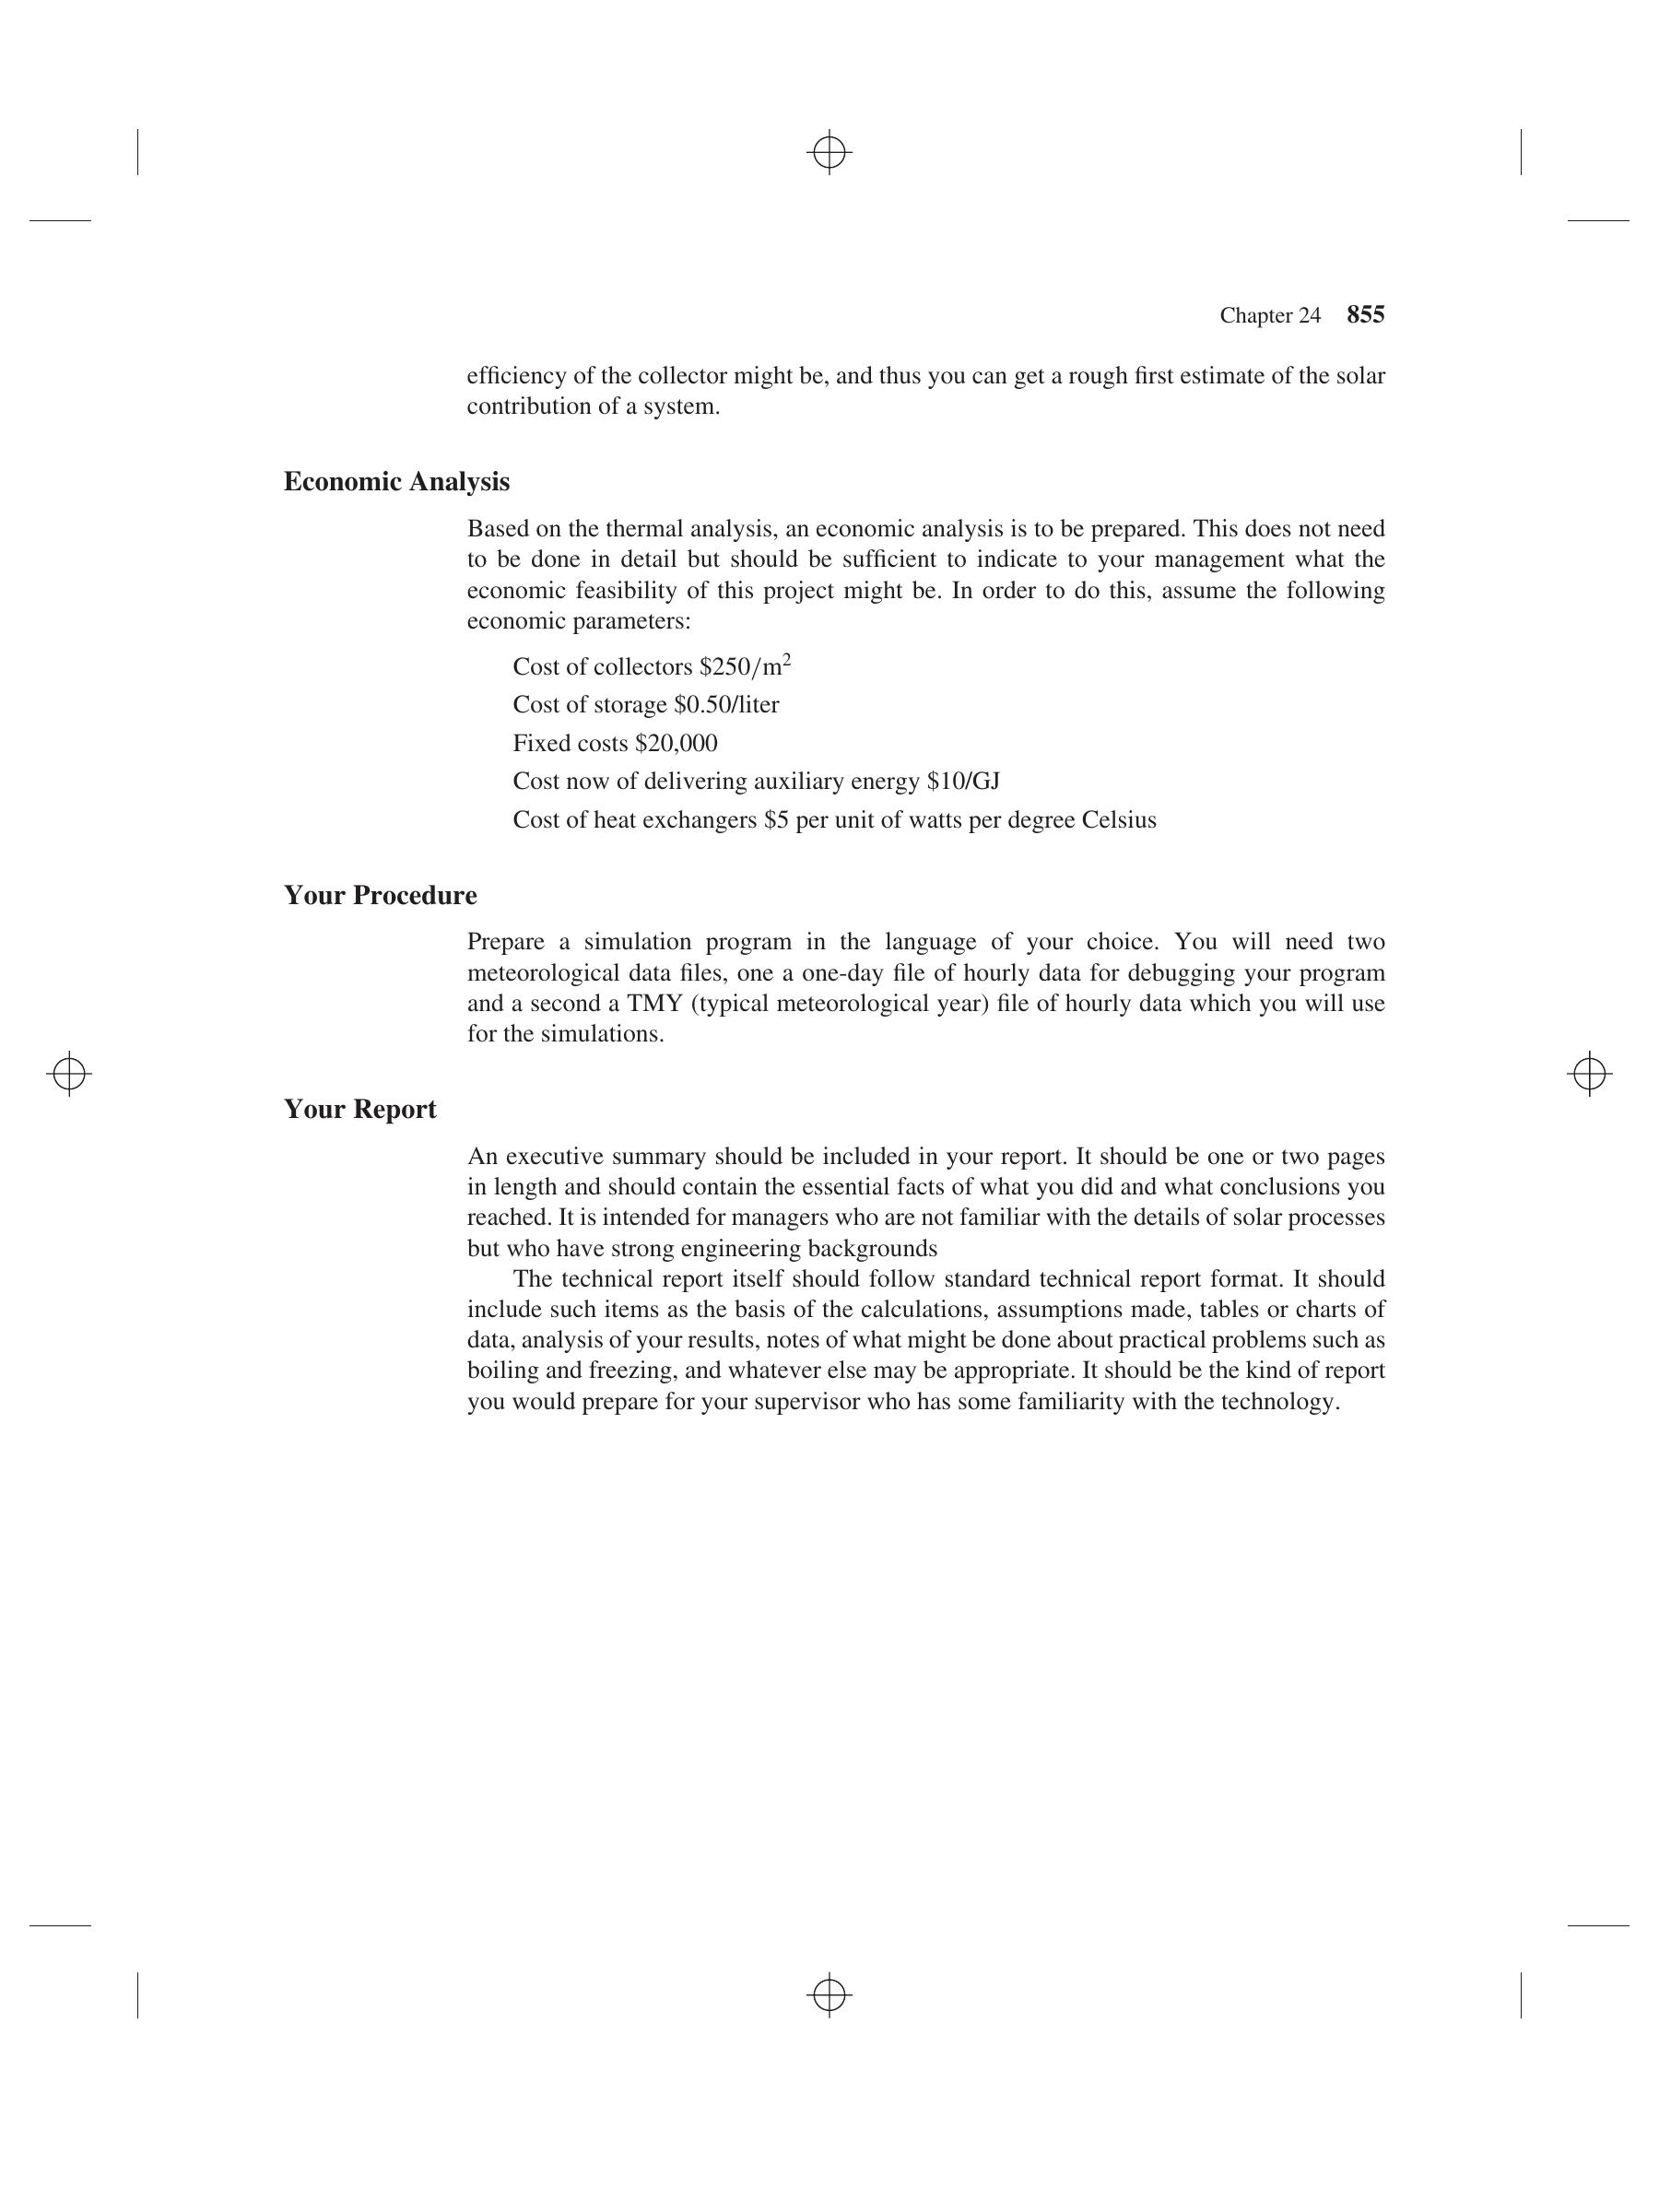 Chapter 24 855
efficiency of the collector might be, and thus you can get a rough first estimate of the solar
contribution of a system.
Economic Analysis
Based on the thermal analysis, an economic analysis is to be prepared. This does not need
to be done in detail but should be sufficient to indicate to your management what the
economic feasibility of this project might be. In order to do this, assume the following
economic parameters:
Cost of collectors $250/m²
Cost of storage $0.50/liter
Fixed costs $20,000
Cost now of delivering auxiliary energy $10/GJ
Cost of heat exchangers $5 per unit of watts per degree Celsius
Your Procedure
Prepare a simulation program in the language of your choice. You will need two
meteorological data files, one a one-day file of hourly data for debugging your program
and a second a TMY (typical meteorological year) file of hourly data which you will use
for the simulations.
Your Report
An executive summary should be included in your report. It should be one or two pages
in length and should contain the essential facts of what you did and what conclusions you
reached. It is intended for managers who are not familiar with the details of solar processes
but who have strong engineering backgrounds
The technical report itself should follow standard technical report format. It should
include such items as the basis of the calculations, assumptions made, tables or charts of
data, analysis of your results, notes of what might be done about practical problems such as
boiling and freezing, and whatever else may be appropriate. It should be the kind of report
you would prepare for your supervisor who has some familiarity with the technology.